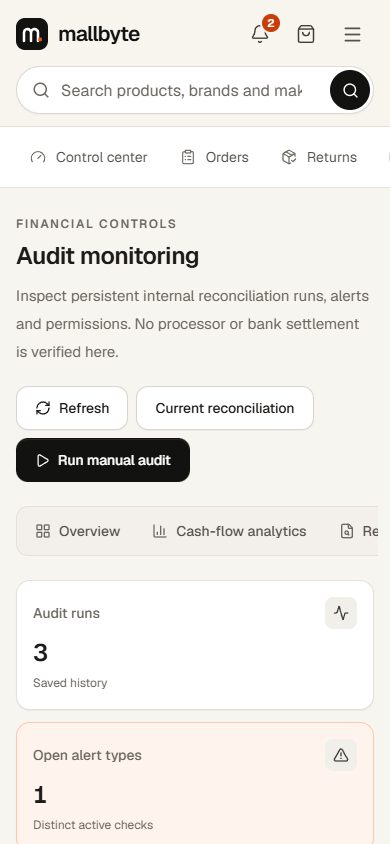 m.
mallbyte
2
Search products, brands and mak
Control center
Orders
Returns
FINANCIAL CONTROLS
Audit monitoring
Inspect persistent internal reconciliation runs, alerts
and permissions. No processor or bank settlement
is verified here.
Refresh
Current reconciliation
Run manual audit
Overview
Cash-flow analytics
Re
Audit runs
3
Saved history
Open alert types
1
Distinct active checks